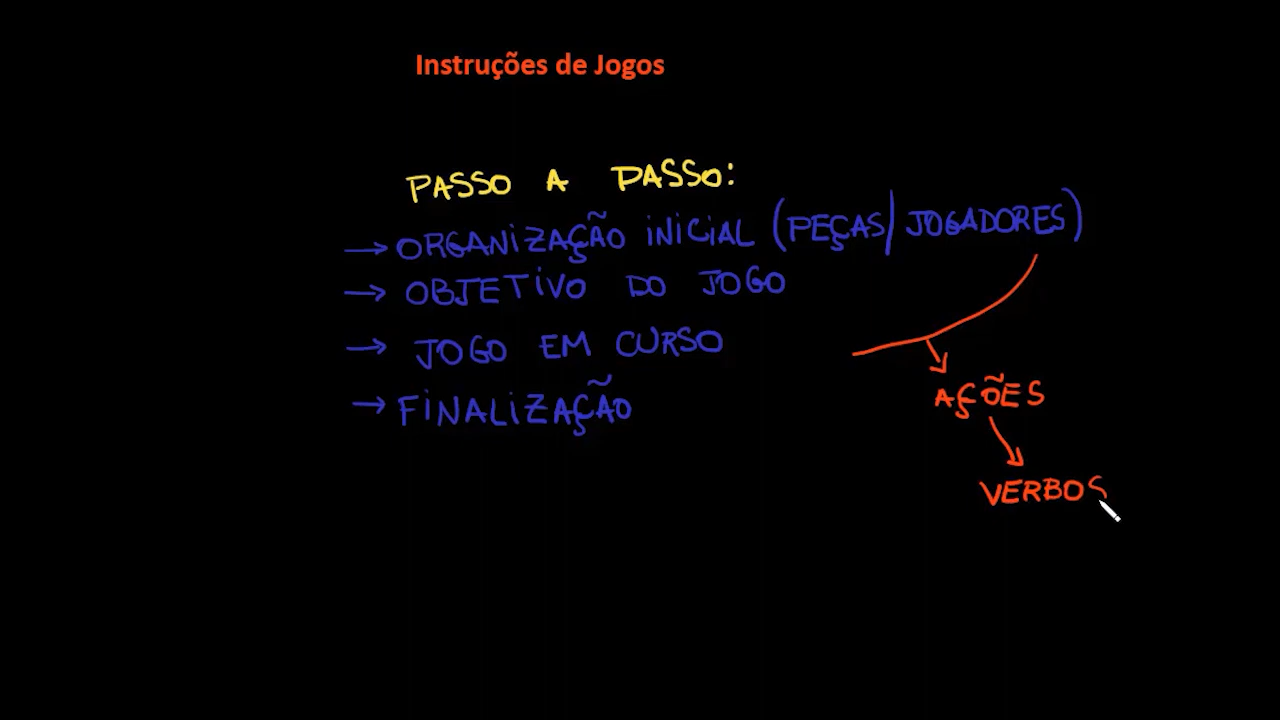 Instruções de Jogos
PASSO A PASSO:
→ ORGANIZAÇÃO INICIAL (PEÇAS/JOGADORES)
→ OBJETIVO DO JOGO
→ JOGO EM CURSO
→ FINALIZAÇÃO
AÇÕES
VERBOS